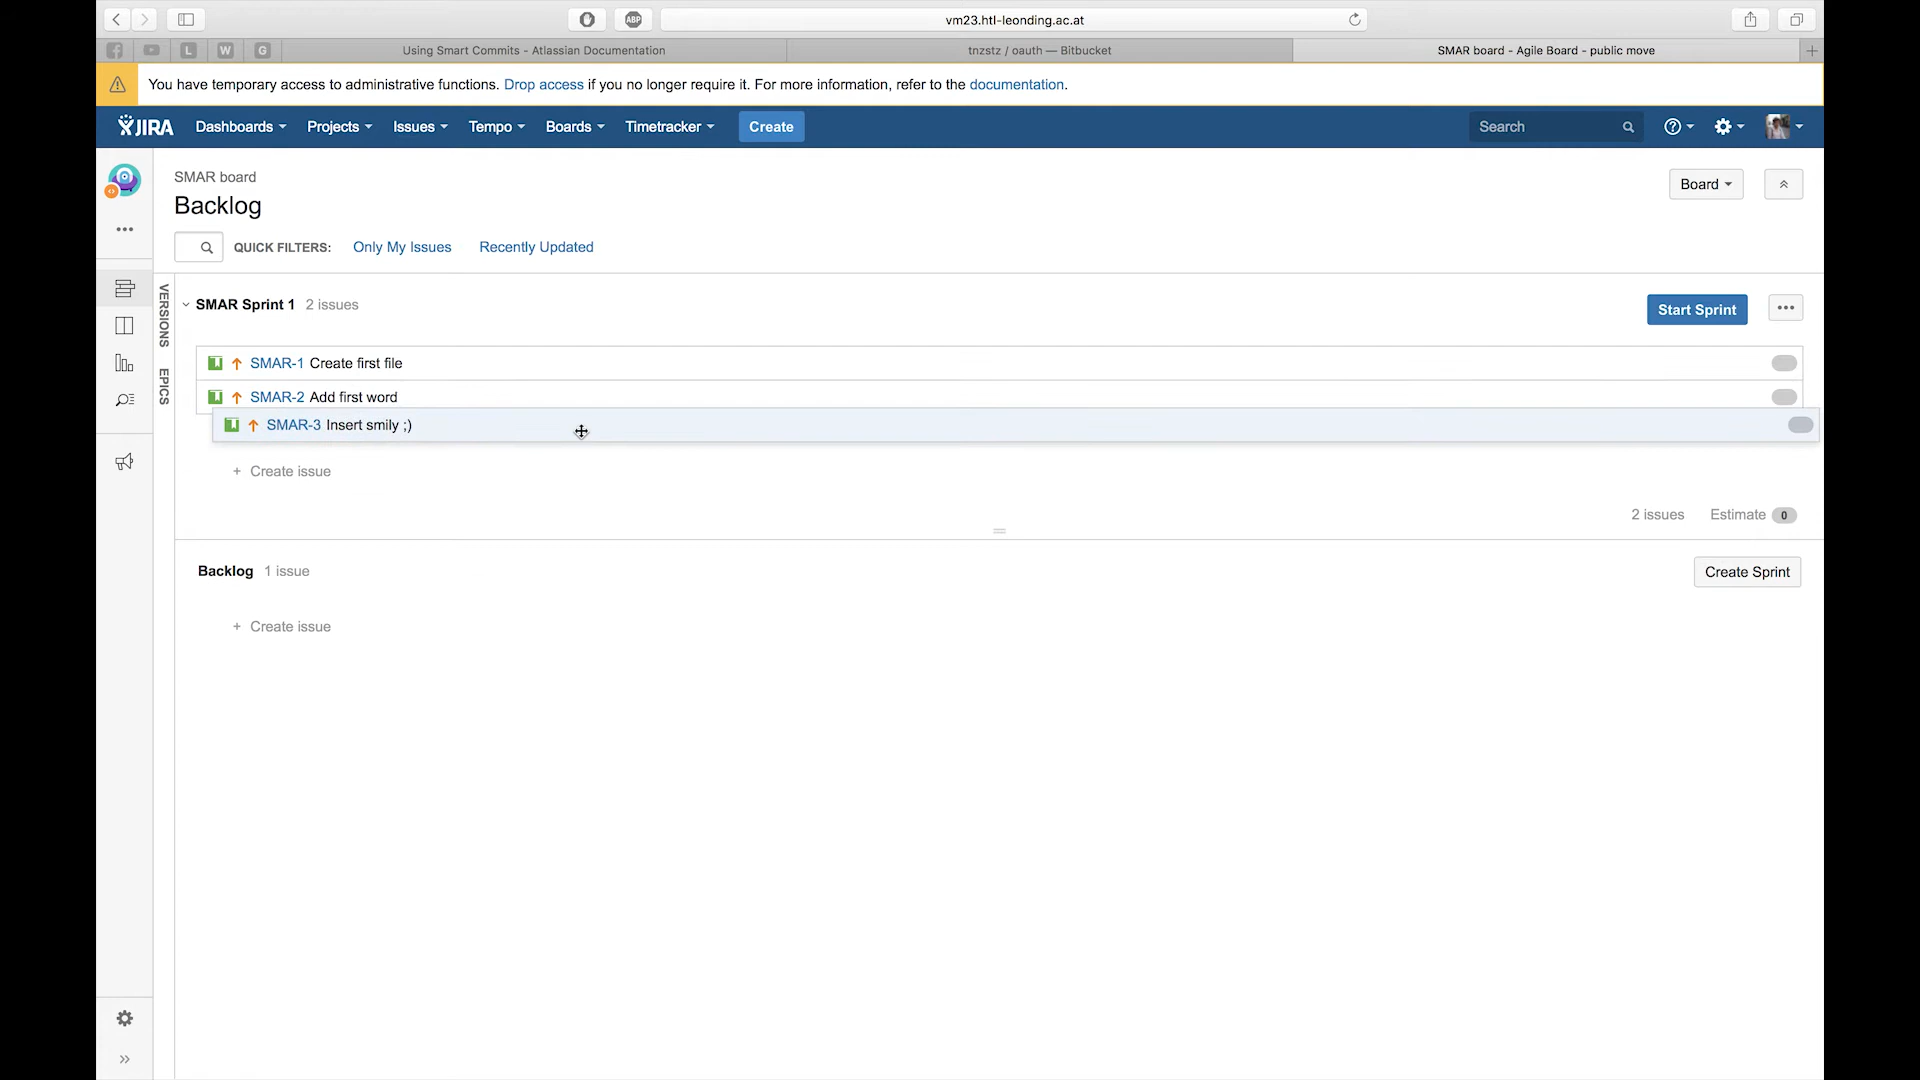 vm23.htl-leonding.ac.at
L W G
Using Smart Commits - Atlassian Documentation
tnzstz / oauth — Bitbucket
SMAR board - Agile Board - public move
ABP
You have temporary access to administrative functions. Drop access if you no longer require it. For more information, refer to the documentation.
JIRA Dashboards Projects Issues Tempo Boards Timetracker Create Search
SMAR board
Backlog
Board
QUICK FILTERS: Only My Issues Recently Updated
VERSIONS
EPICS
SMAR Sprint 1 2 issues
Start Sprint
SMAR-1 Create first file
SMAR-2 Add first word
SMAR-3 Insert smily ;)
+ Create issue
2 issues Estimate 0
Backlog 1 issue
Create Sprint
+ Create issue